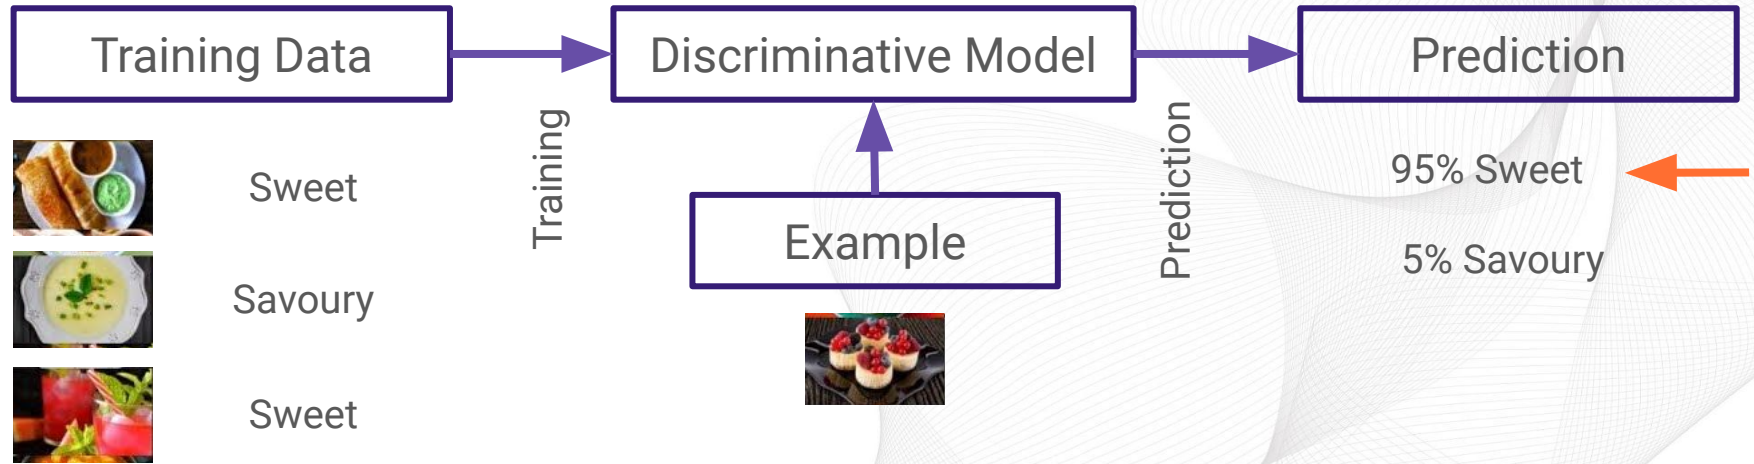 Training Data
Discriminative Model
Prediction
Training
Prediction
Sweet
95% Sweet
Example
5% Savoury
Savoury
Sweet